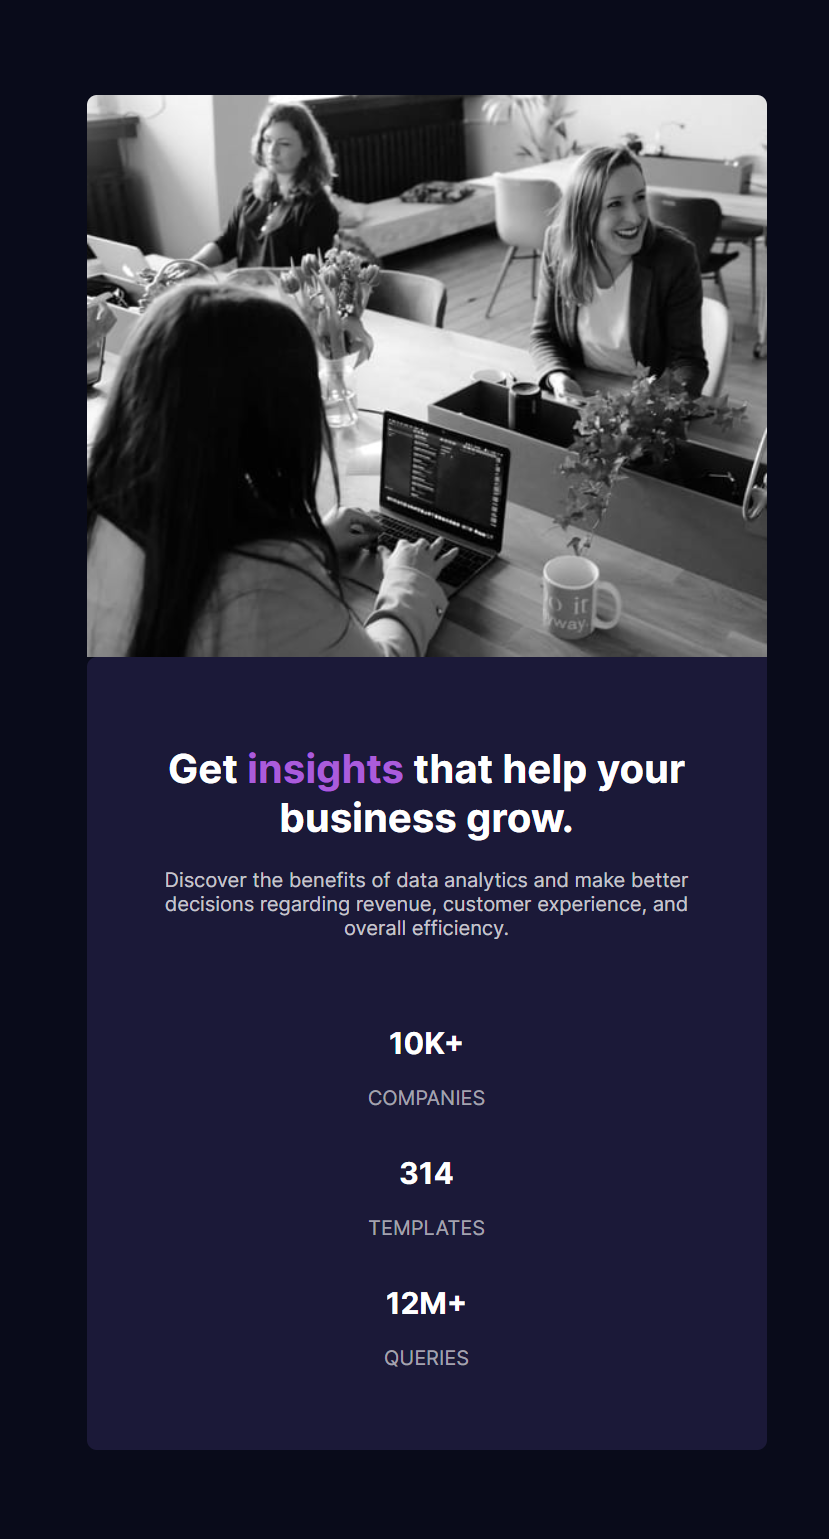 Get insights that help your
business grow.
Discover the benefits of data analytics and make better
decisions regarding revenue, customer experience, and
overall efficiency.
10K+
COMPANIES
314
TEMPLATES
12M+
QUERIES